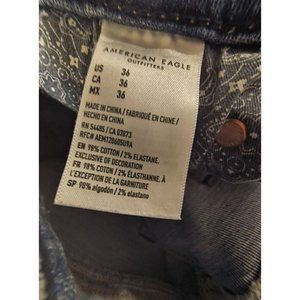 AMERICAN EAGLE
OUTFITTERS
US 36
CA 36
MX 36
MADE IN CHINA / FABRIQUÉ EN CHINE /
HECHO EN CHINA
RN 54485 / CA 03873
RFC# AEM120605U9A
EN 98% COTTON / 2% ELASTANE.
EXCLUSIVE OF DECORATION
FR 98% COTON / 2% ÉLASTHANNE. À
L'EXCEPTION DE LA GARNITURE
SP 98% algodón / 2% elastano